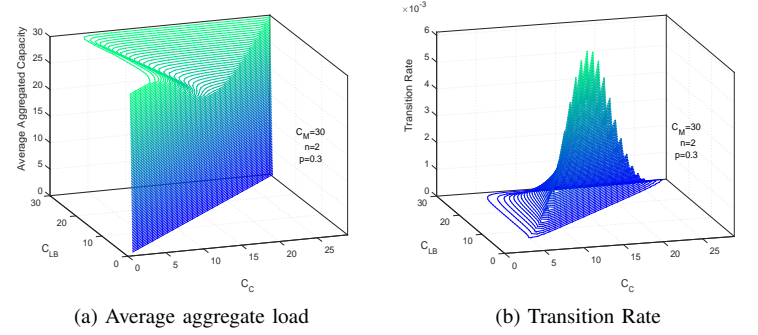 ×10⁻³
30
25
20
15
10
5
0
Average Aggregated Capacity
C_M=30
n=2
p=0.3
30
20
10
0
C_LB
0
5
10
15
20
25
C_C
6
5
4
3
2
1
0
Transition Rate
C_M=30
n=2
p=0.3
30
20
10
0
C_LB
0
5
10
15
20
25
C_C
(a) Average aggregate load
(b) Transition Rate